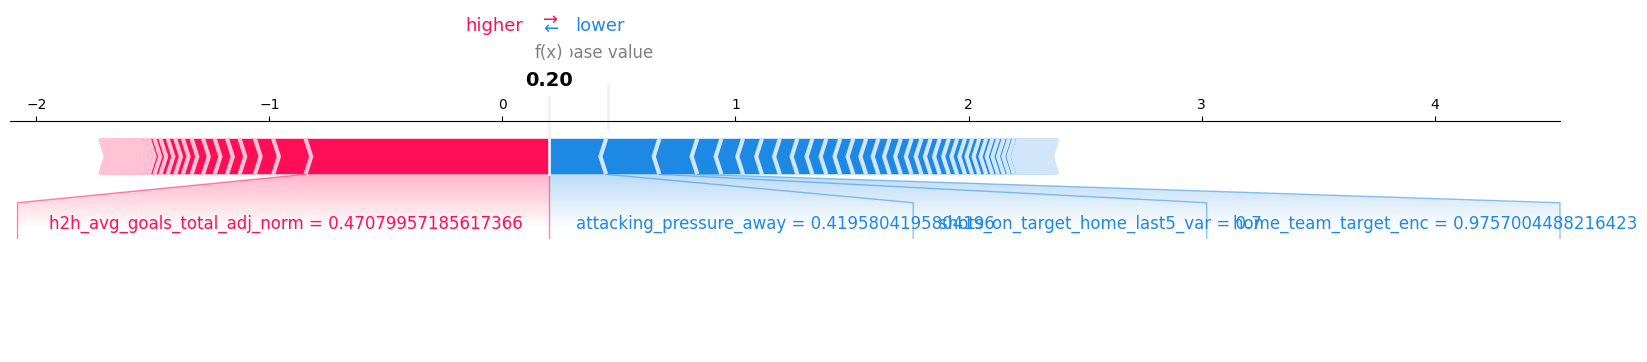 higher → ← lower
f(x) base value
0.20
−2 −1 0 1 2 3 4
h2h_avg_goals_total_adj_norm = 0.47079957185617366 attacking_pressure_away = 0.4195804195804196 shots_on_target_home_last5_var = 0.7 home_team_target_enc = 0.9757004488216423